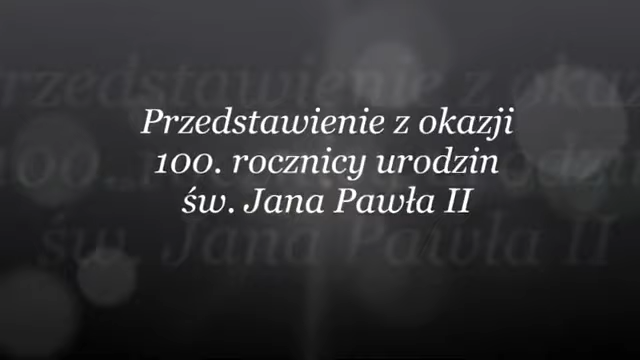 Przedstawienie z okazji
100. rocznicy urodzin
św. Jana Pawła II